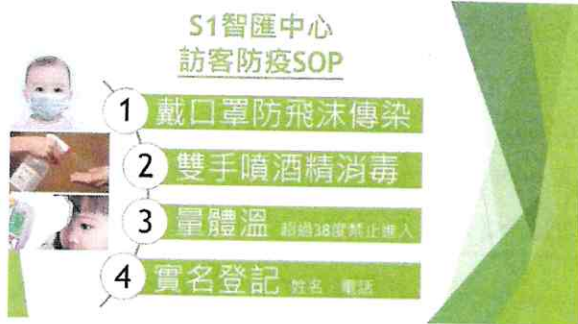 S1智匯中心
訪客防疫SOP
1 戴口罩防飛沫傳染
2 雙手噴酒精消毒
3 量體溫 超過38度禁止進入
4 實名登記 姓名、電話